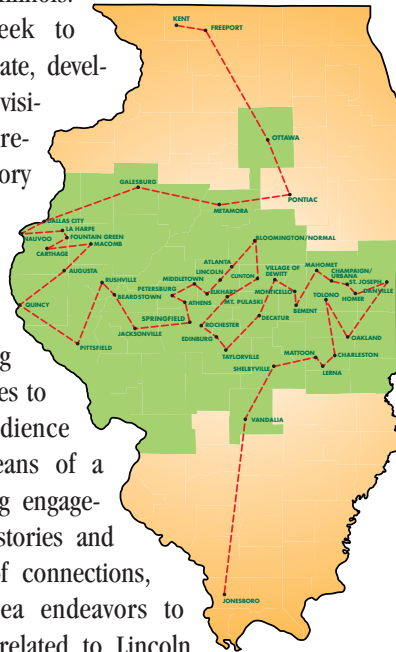 Illinois.
eek to
ate, devel-
visi-
re-
ory
g
es to
dience
eans of a
g engage-
stories and
of connections,
ea endeavors to
related to Lincoln
KENT
FREEPORT
OTTAWA
GALESBURG
PONTIAC
METAMORA
DALLAS CITY
LA HARPE
NAUVOO
FOUNTAIN GREEN
MACOMB
CARTHAGE
BLOOMINGTON/NORMAL
AUGUSTA
ATLANTA
VILLAGE OF
DEWITT
MAHOMET
CHAMPAIGN/
URBANA
RUSHVILLE
MIDDLETOWN
LINCOLN
CLINTON
ST. JOSEPH
PETERSBURG
ELKHART
MONTICELLO
DANVILLE
BEARDSTOWN
ATHENS
MT. PULASKI
TOLONO
HOMER
QUINCY
BEMENT
SPRINGFIELD
ROCHESTER
DECATUR
JACKSONVILLE
EDINBURG
OAKLAND
PITTSFIELD
TAYLORVILLE
MATTOON
CHARLESTON
SHELBYVILLE
LERNA
VANDALIA
JONESBORO